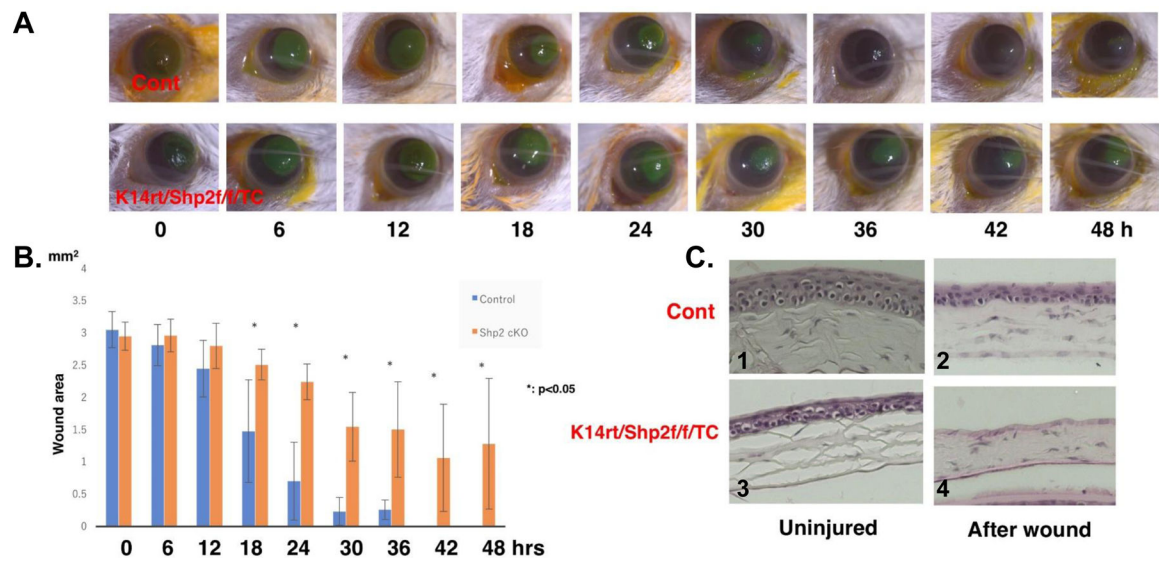 A
Cont
K14rt/Shp2f/f/TC
0 6 12 18 24 30 36 42 48 h
B.
mm²
4
3.5
3
2.5
2
1.5
1
0.5
0
Wound area
Control
Shp2 cKO
* * * * * *
*: p<0.05
0 6 12 18 24 30 36 42 48 hrs
C.
Cont
1 2
K14rt/Shp2f/f/TC
3 4
Uninjured After wound